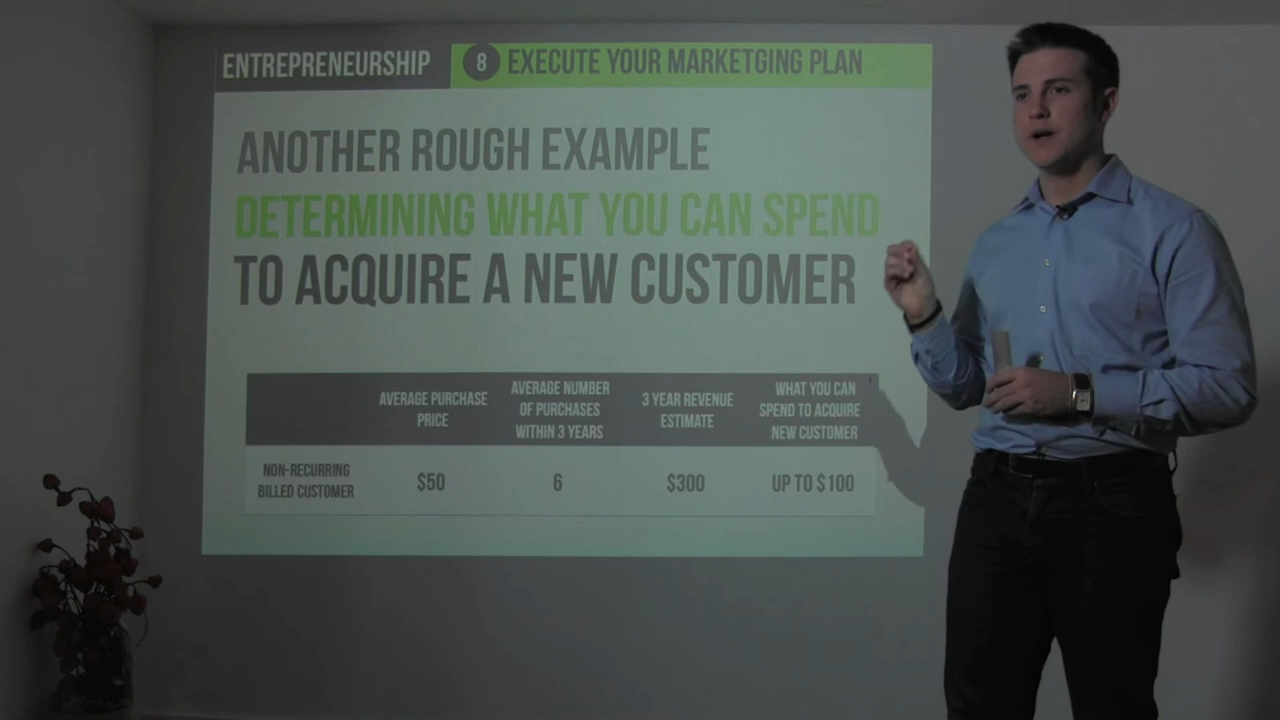 ENTREPRENEURSHIP 8 EXECUTE YOUR MARKETGING PLAN
ANOTHER ROUGH EXAMPLE
DETERMINING WHAT YOU CAN SPEND
TO ACQUIRE A NEW CUSTOMER
AVERAGE PURCHASE
PRICE
AVERAGE NUMBER
OF PURCHASES
WITHIN 3 YEARS
3 YEAR REVENUE
ESTIMATE
WHAT YOU CAN
SPEND TO ACQUIRE
NEW CUSTOMER
NON-RECURRING
BILLED CUSTOMER
$50
6
$300
UP TO $100